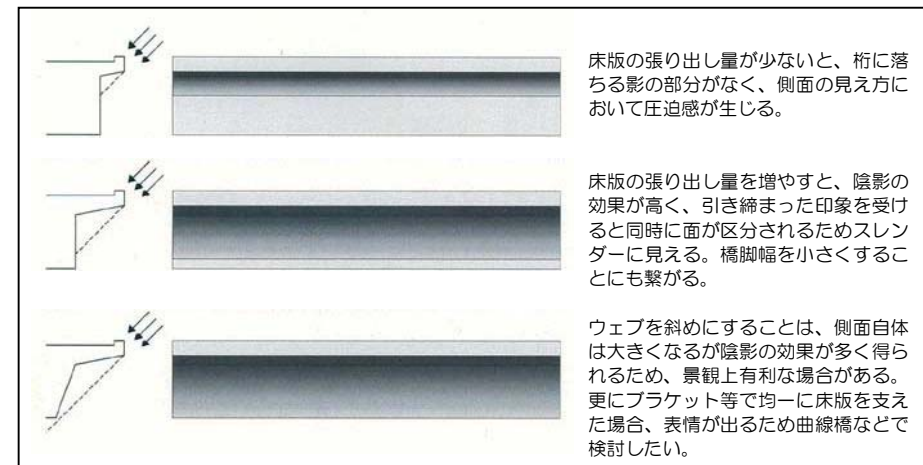 床版の張り出し量が少ないと、桁に落
ちる影の部分がなく、側面の見え方に
おいて圧迫感が生じる。
床版の張り出し量を増やすと、陰影の
効果が高く、引き締まった印象を受け
ると同時に面が区分されるためスレン
ダーに見える。橋脚幅を小さくするこ
とにも繋がる。
ウェブを斜めにすることは、側面自体
は大きくなるが陰影の効果が多く得ら
れるため、景観上有利な場合がある。
更にブラケット等で均一に床版を支え
た場合、表情が出るため曲線橋などで
検討したい。